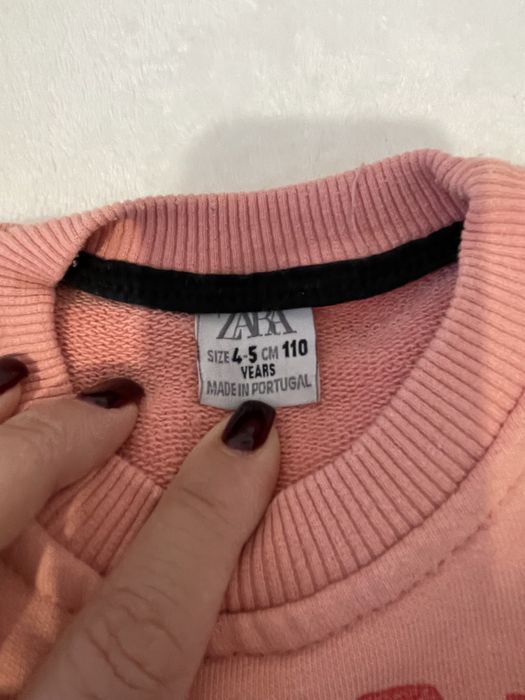 ZARA
SIZE 4-5 CM 110
YEARS
MADE IN PORTUGAL